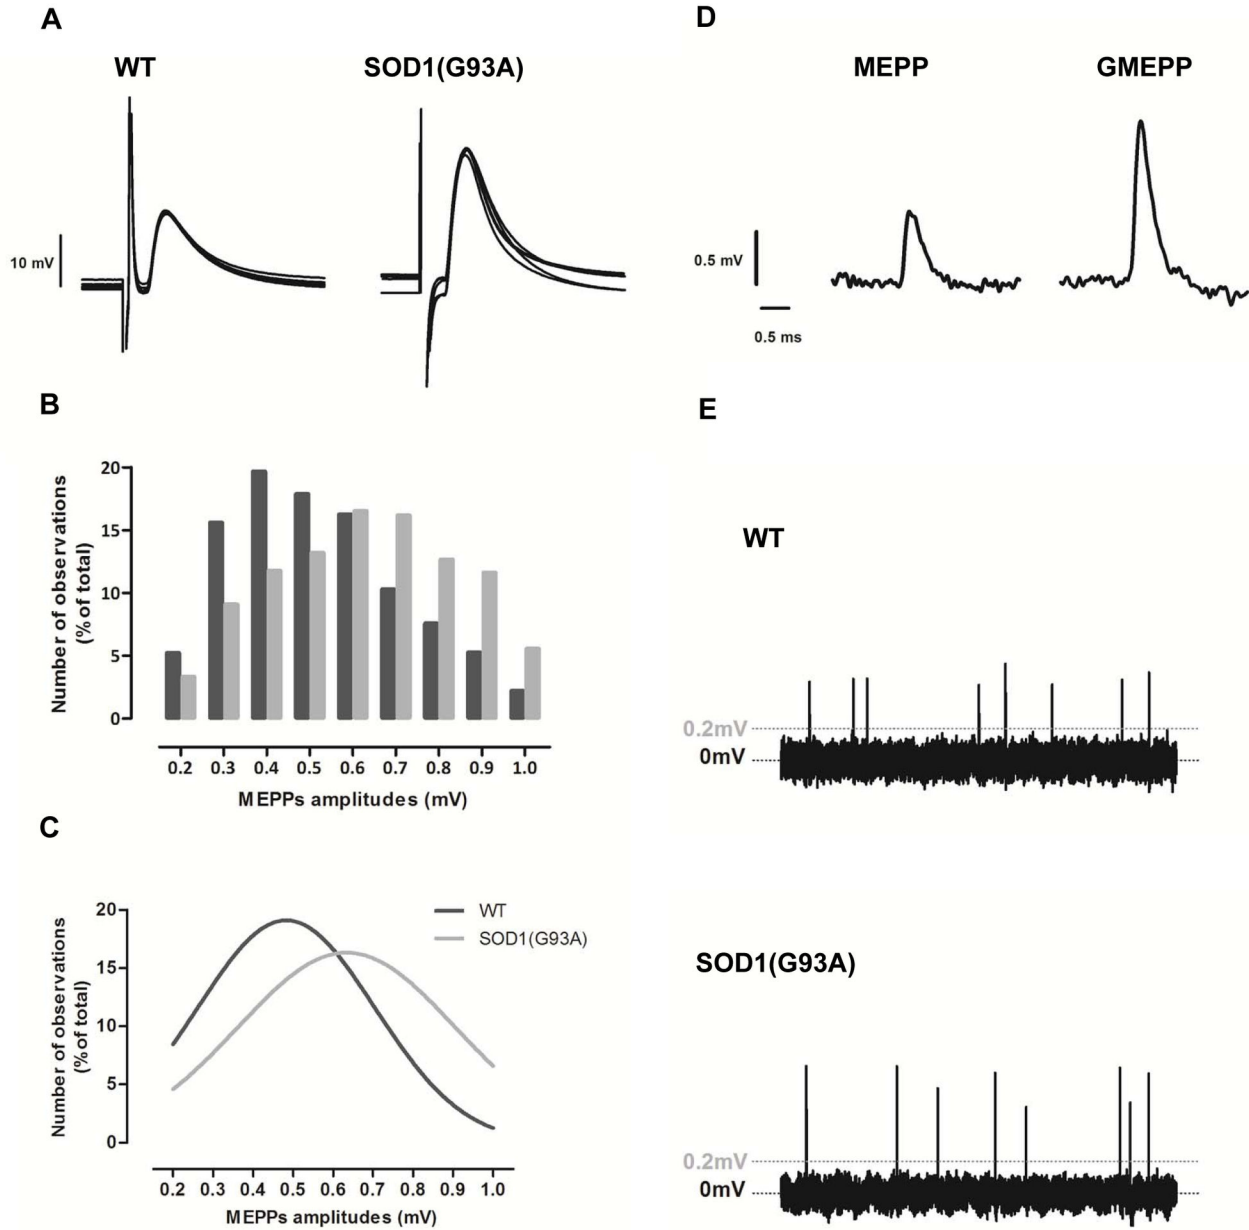 A
WT
SOD1(G93A)
10 mV
B
Number of observations
(% of total)
20
15
10
5
0
0.2 0.3 0.4 0.5 0.6 0.7 0.8 0.9 1.0
MEPPs amplitudes (mV)
C
Number of observations
(% of total)
20
15
10
5
0
WT
SOD1(G93A)
0.2 0.3 0.4 0.5 0.6 0.7 0.8 0.9 1.0
MEPPs amplitudes (mV)
D
MEPP
GMEPP
0.5 mV
0.5 ms
E
WT
0.2mV
0mV
SOD1(G93A)
0.2mV
0mV